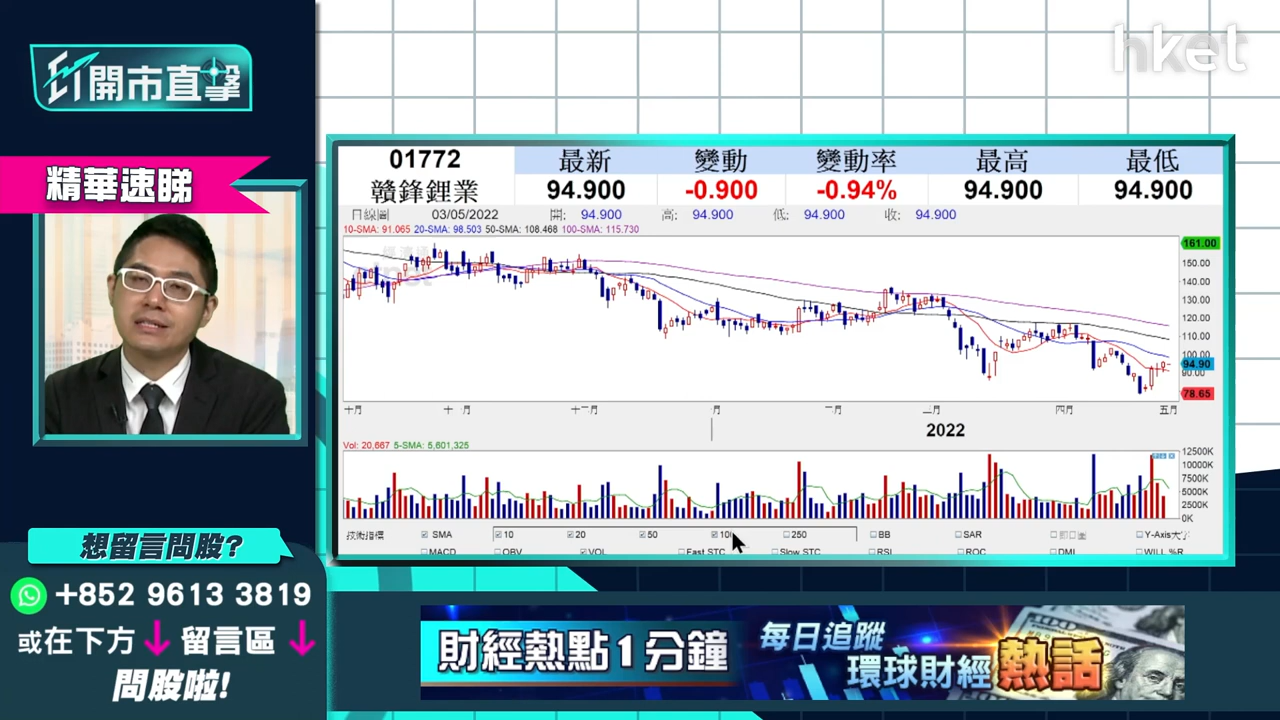 hket
開市直擊
精華速睇
01772
贛鋒鋰業
最新 變動 變動率 最高 最低
94.900 -0.900 -0.94% 94.900 94.900
日線圖 03/05/2022 開: 94.900 高: 94.900 低: 94.900 收: 94.900
10-SMA: 91.065 20-SMA: 98.503 50-SMA: 108.468 100-SMA: 115.730
161.00
150.00
140.00
130.00
120.00
110.00
100.00
94.90
90.00
78.65
十月 十一月 十二月 一月 二月 三月 四月 五月
2022
Vol: 20,667 5-SMA: 5,601,325
12500K
10000K
7500K
5000K
2500K
0K
技術指標 SMA 10 20 50 100 250 BB SAR Y-Axis
MACD OBV VOL Fast STC Slow STC RSI ROC DMI WILL %R
想留言問股?
+852 9613 3819
或在下方↓留言區↓
問股啦!
財經熱點1分鐘
每日追蹤
環球財經熱話